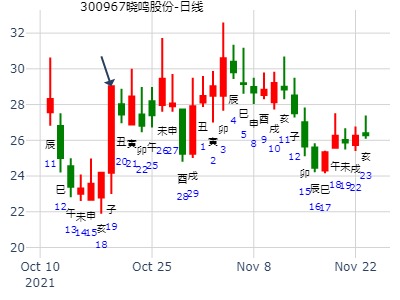 300967晓鸣股份-日线
32
30
28
26
24
22
20
辰
11
巳
12
午
13
未
14
申
15
亥
18
子
19
丑
20
寅
21
卯
22
午
25
未
26
申
27
酉
28
戌
29
丑
1
寅
2
卯
3
辰
4
巳
5
申
8
酉
9
戌
10
亥
11
子
12
卯
15
辰
16
巳
17
午
18
未
19
戌
22
亥
23
Oct 10
2021
Oct 25
Nov 8
Nov 22